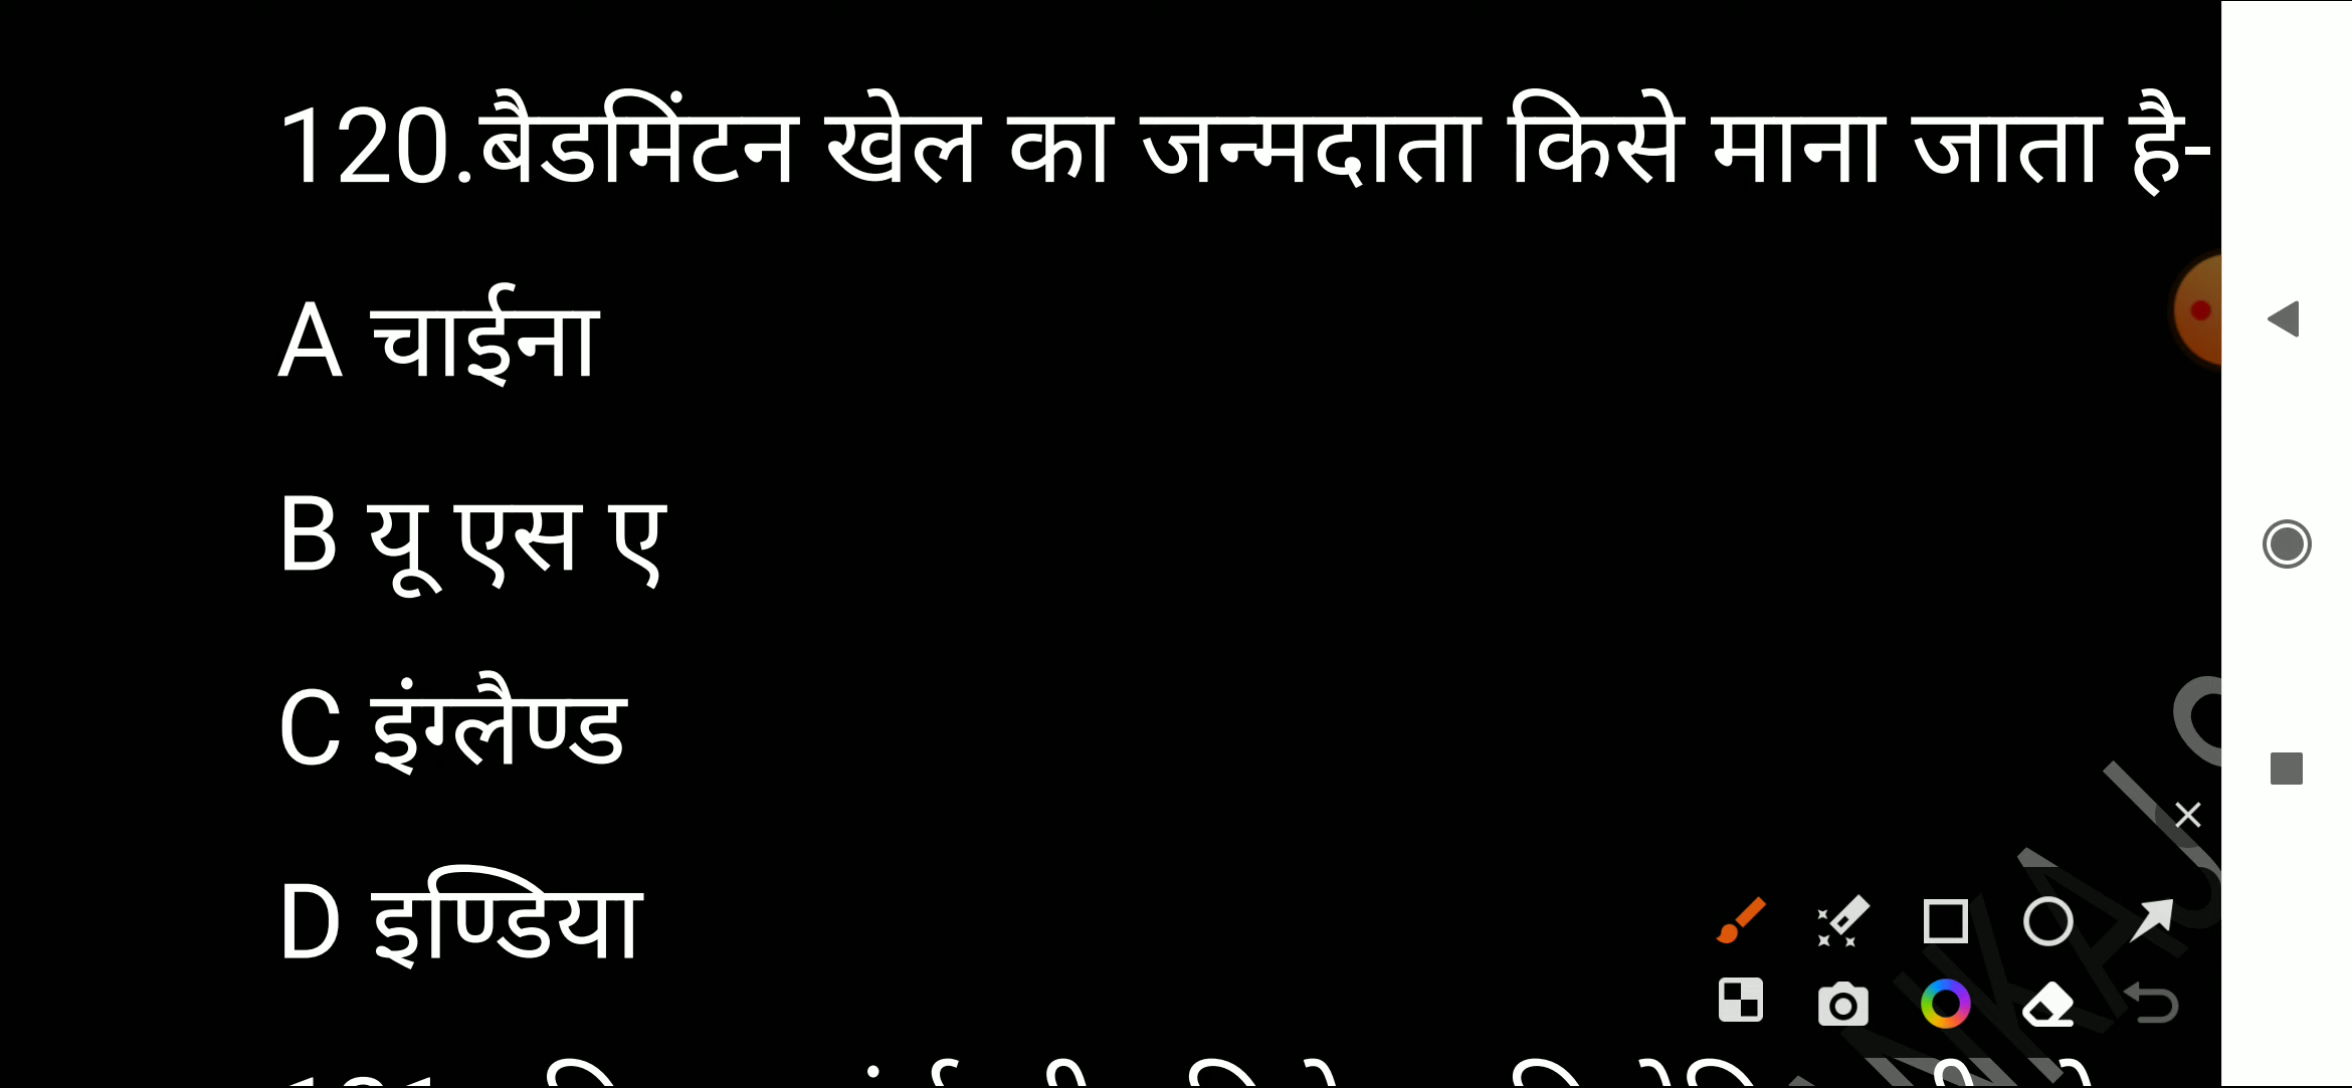 120.बैडमिंटन खेल का जन्मदाता किसे माना जाता है-
A चाईना
B यू एस ए
C इंग्लैण्ड
D इण्डिया